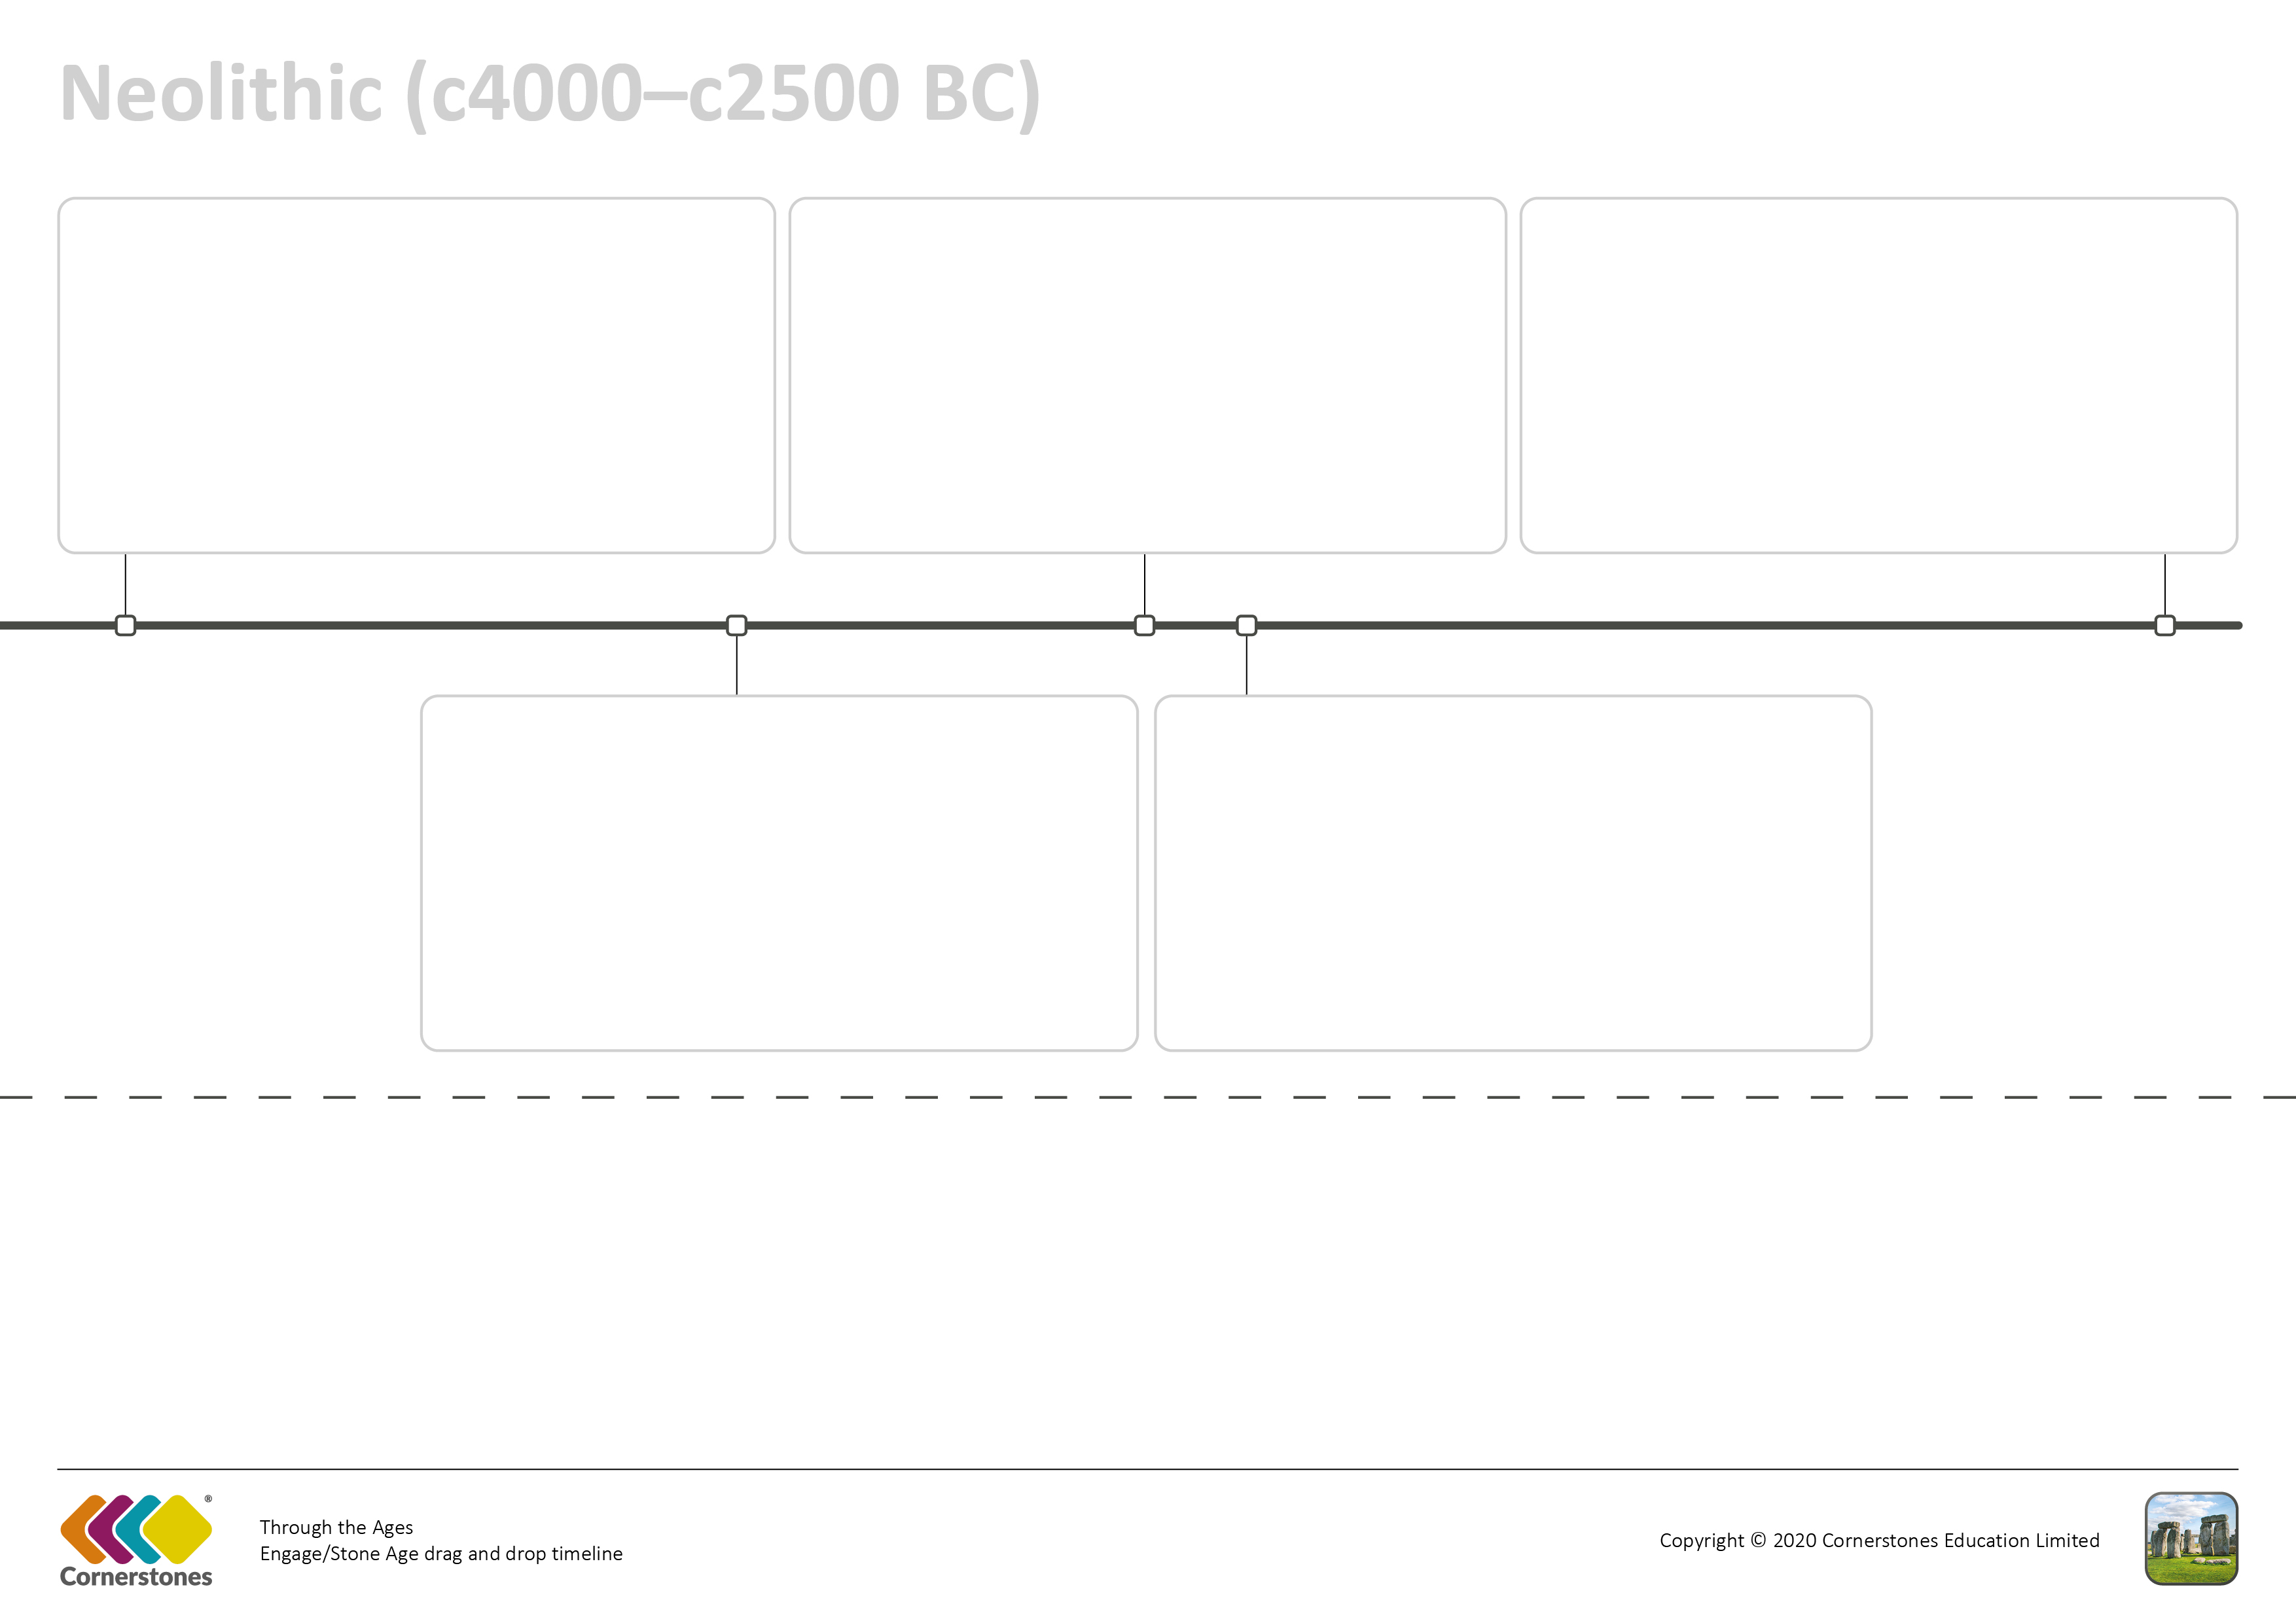 Neolithic (c4000–c2500 BC)
®
Cornerstones
Through the Ages
Engage/Stone Age drag and drop timeline
Copyright © 2020 Cornerstones Education Limited